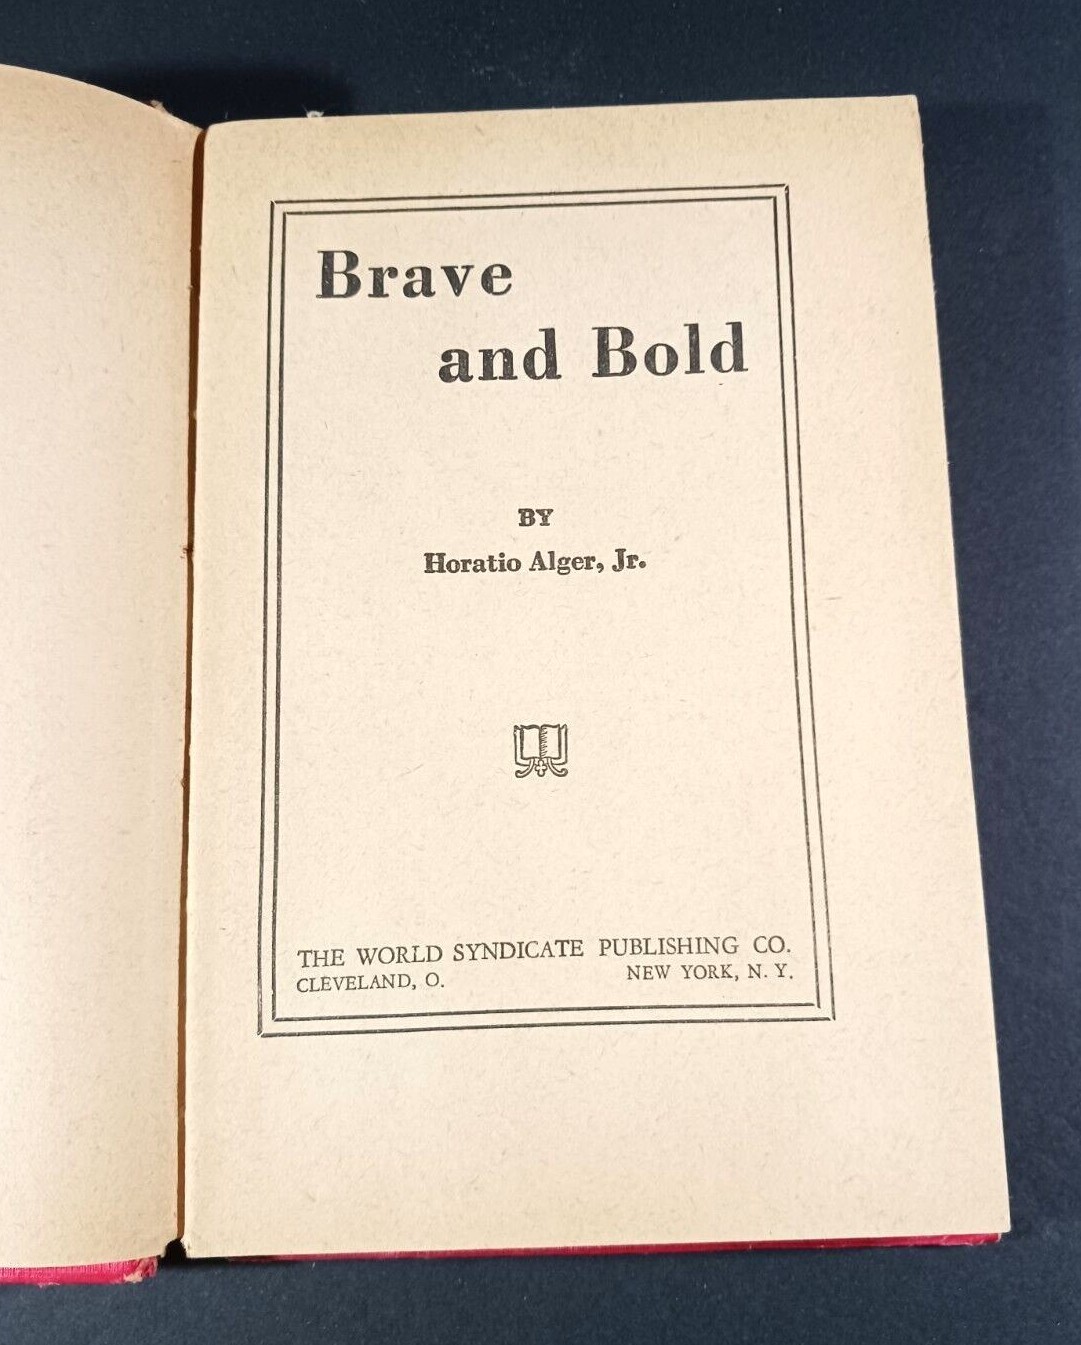 Brave
and Bold
BY
Horatio Alger, Jr.
THE WORLD SYNDICATE PUBLISHING CO.
CLEVELAND, O. NEW YORK, N. Y.